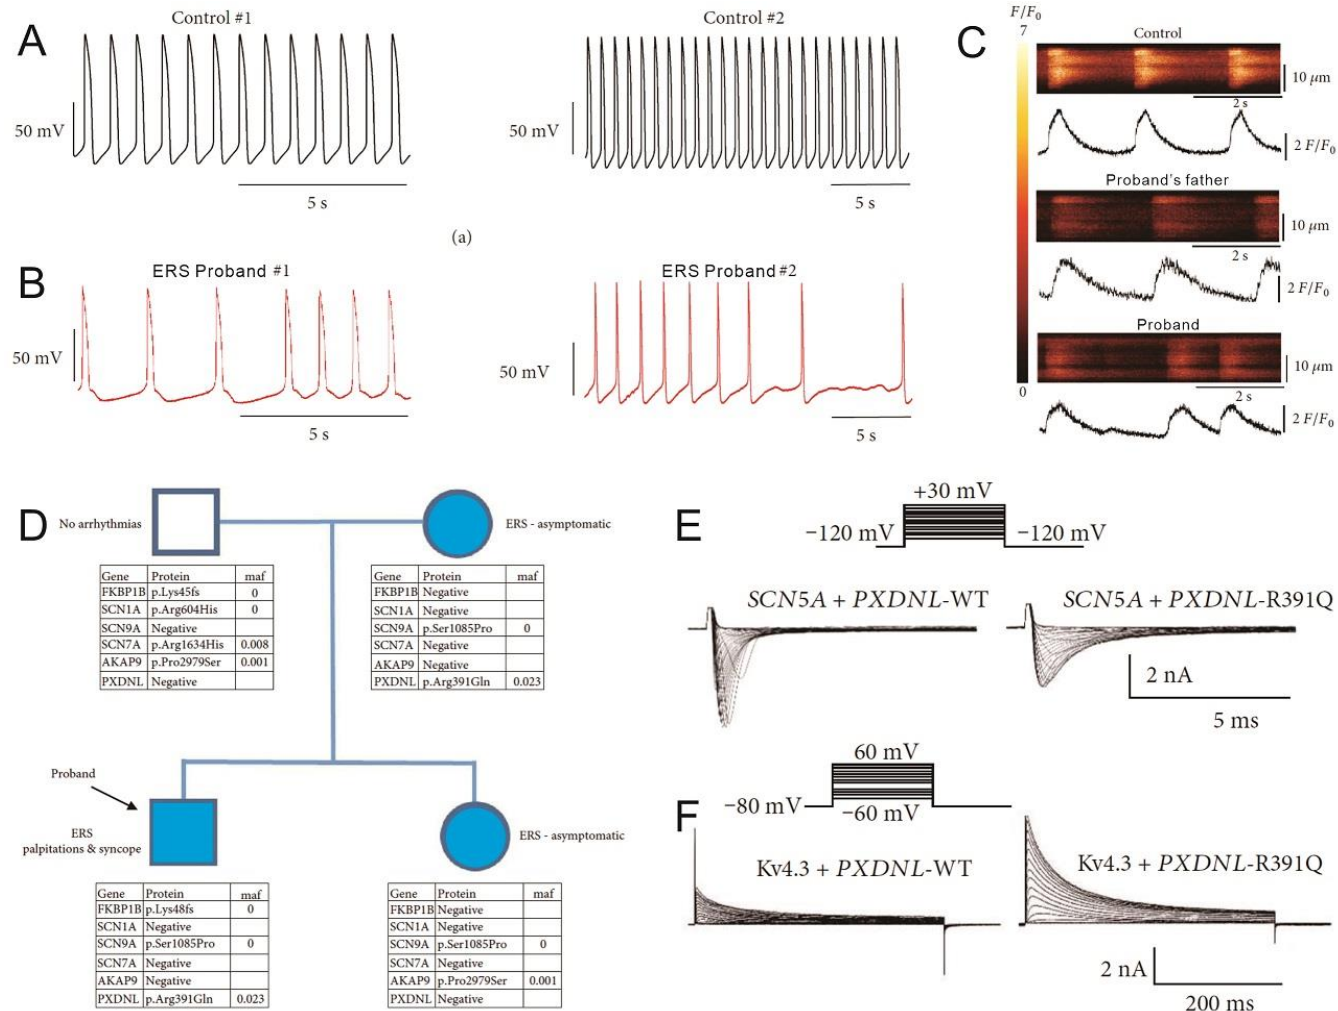 A
Control #1
50 mV
5 s
Control #2
50 mV
5 s
(a)
B
ERS Proband #1
50 mV
5 s
ERS Proband #2
50 mV
5 s
C
F/F0
7
0
Control
10 μm
2 s
2 F/F0
Proband's father
10 μm
2 s
2 F/F0
Proband
10 μm
2 s
2 F/F0
D
No arrhythmias
ERS - asymptomatic
Gene Protein maf
FKBP1B p.Lys45fs 0
SCN1A p.Arg604His 0
SCN9A Negative
SCN7A p.Arg1634His 0.008
AKAP9 p.Pro2979Ser 0.001
PXDNL Negative
Gene Protein maf
FKBP1B Negative
SCN1A Negative
SCN9A p.Ser1085Pro 0
SCN7A Negative
AKAP9 Negative
PXDNL p.Arg391Gln 0.023
Proband
ERS
palpitations & syncope
ERS - asymptomatic
Gene Protein maf
FKBP1B p.Lys48fs 0
SCN1A Negative
SCN9A p.Ser1085Pro 0
SCN7A Negative
AKAP9 Negative
PXDNL p.Arg391Gln 0.023
Gene Protein maf
FKBP1B Negative
SCN1A Negative
SCN9A p.Ser1085Pro 0
SCN7A Negative
AKAP9 p.Pro2979Ser 0.001
PXDNL Negative
E
+30 mV
−120 mV −120 mV
SCN5A + PXDNL-WT
SCN5A + PXDNL-R391Q
2 nA
5 ms
F
60 mV
−80 mV
−60 mV
Kv4.3 + PXDNL-WT
Kv4.3 + PXDNL-R391Q
2 nA
200 ms